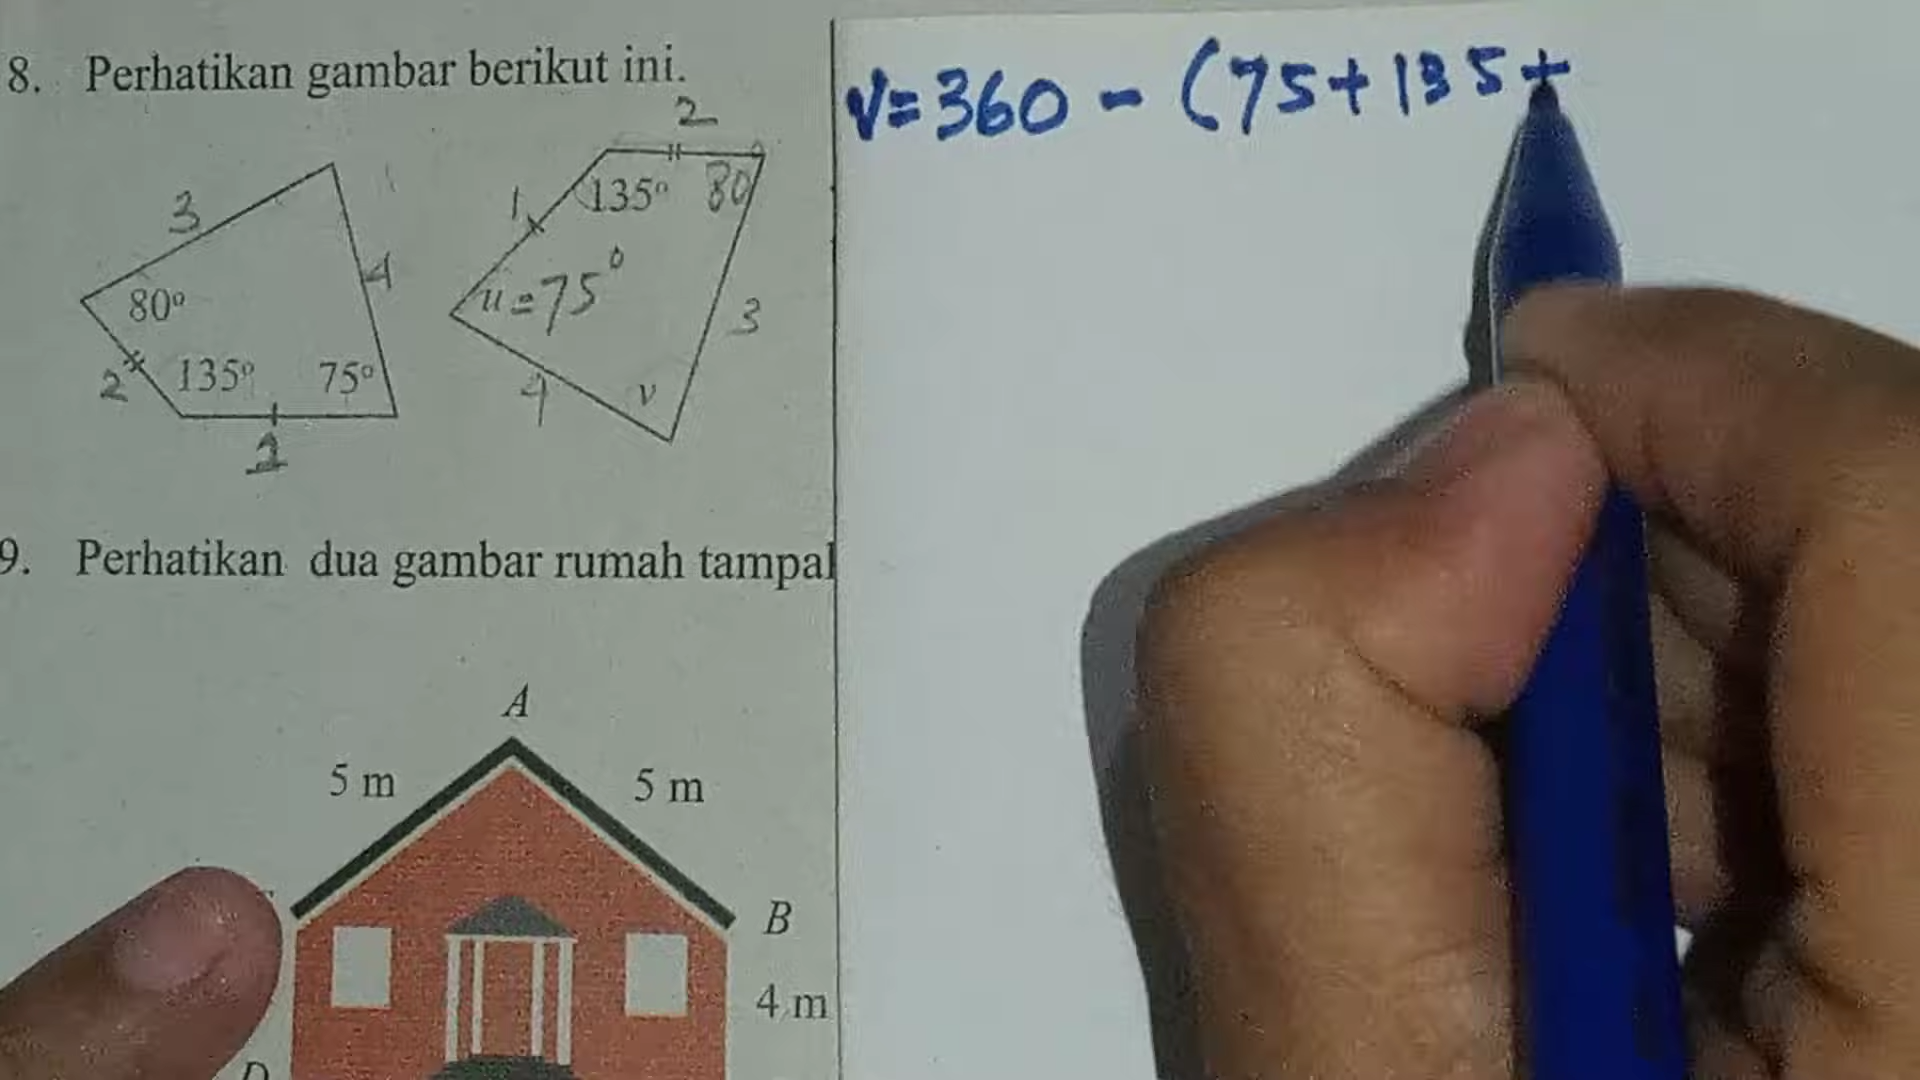 8. Perhatikan gambar berikut ini.
3
4
80°
2
135°
75°
1
2
1
135°
80
u = 75°
3
4
v
V = 360 - (75 + 135 +
9. Perhatikan dua gambar rumah tampa
A
5 m
5 m
B
4 m
D